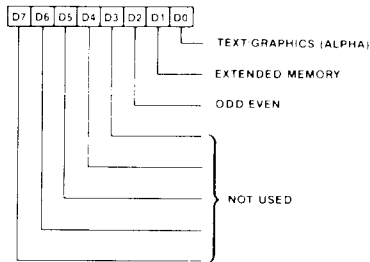 D7 D6 D5 D4 D3 D2 D1 D0
TEXT GRAPHICS (ALPHA)
EXTENDED MEMORY
ODD EVEN
NOT USED